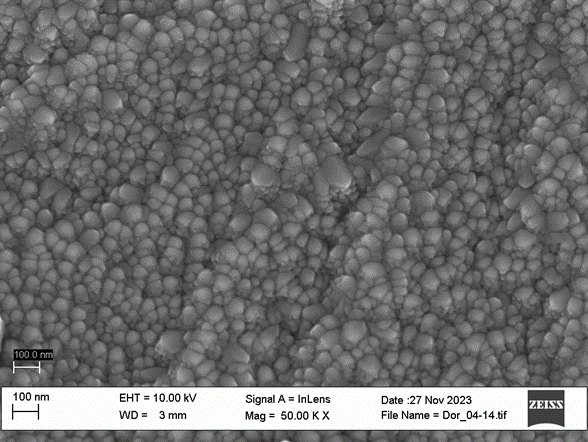 100.0 nm
100 nm
EHT = 10.00 kV
Signal A = InLens
Date :27 Nov 2023
WD = 3 mm
Mag = 50.00 K X
File Name = Dor_04-14.tif
ZEISS